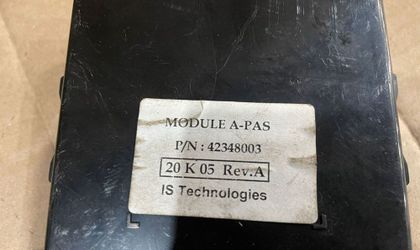 MODULE A-PAS
P/N : 42348003
20 K 05 Rev.A
IS Technologies